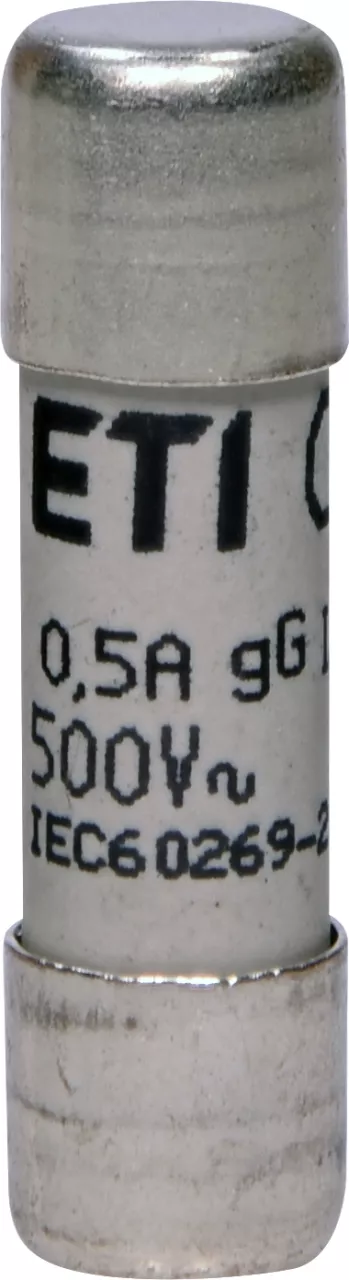 ETI C
0,5A gG I
500V~
IEC60269-2